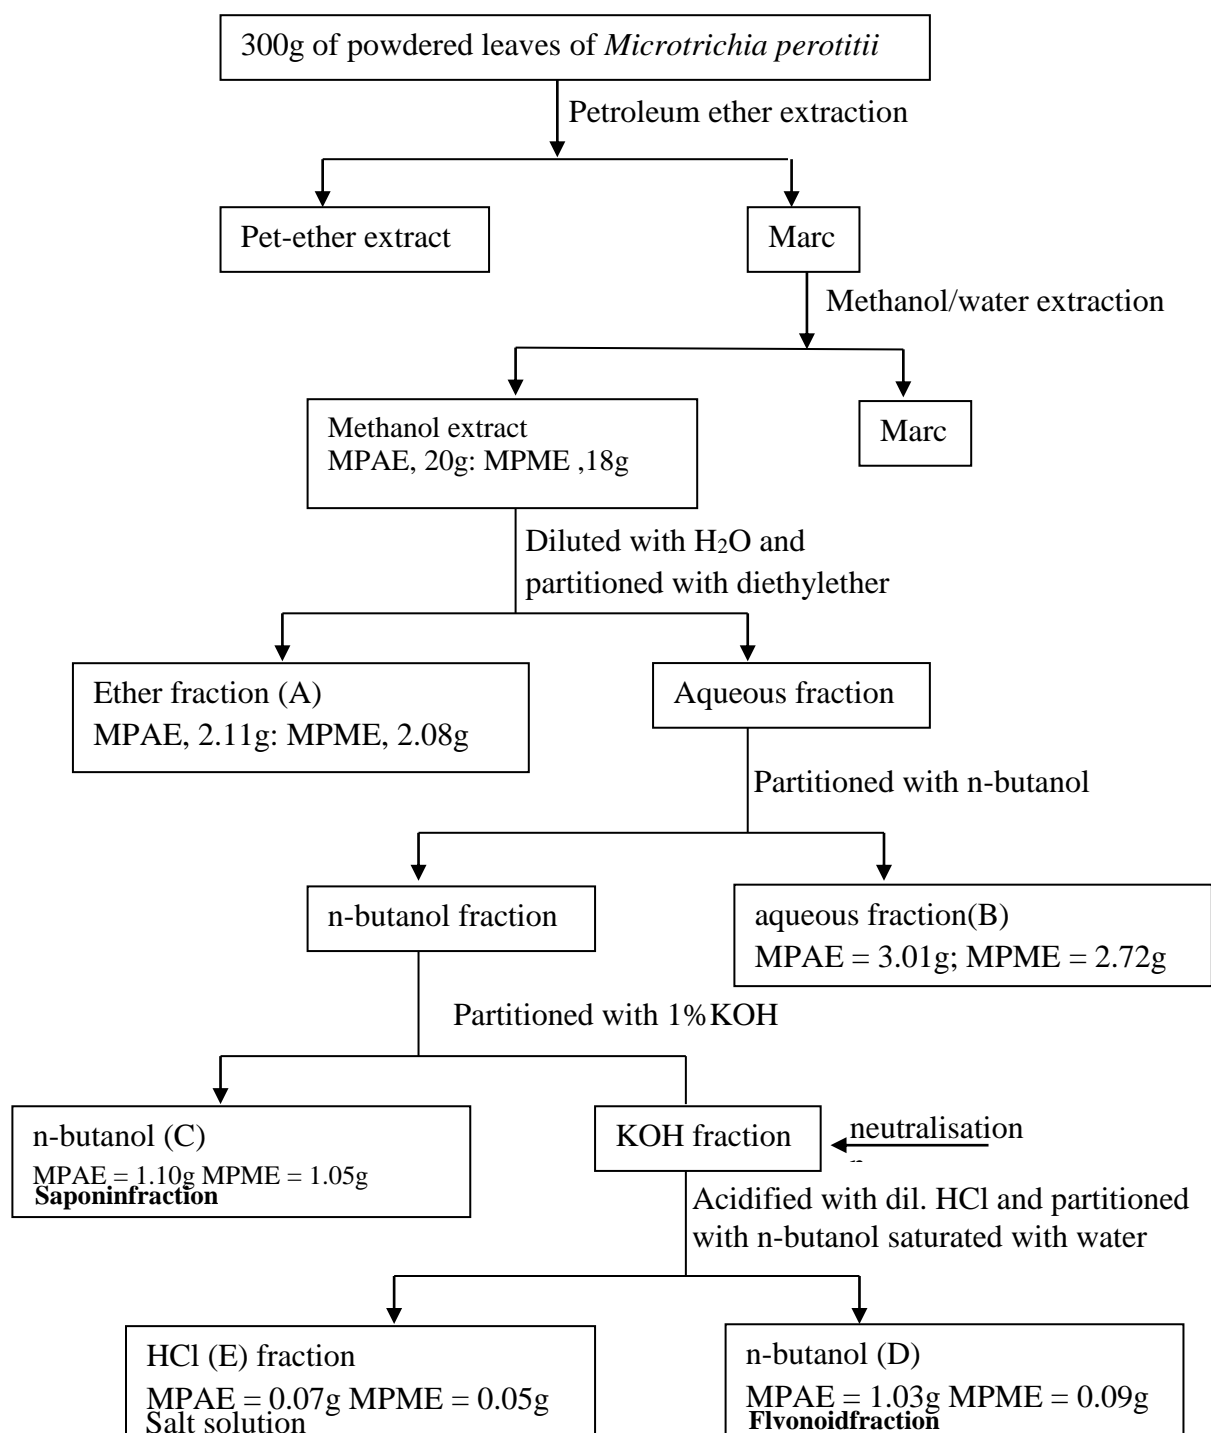 300g of powdered leaves of Microtrichia perotitii
Petroleum ether extraction
Pet-ether extract
Marc
Methanol/water extraction
Methanol extract
MPAE, 20g: MPME ,18g
Marc
Diluted with H₂O and
partitioned with diethylether
Ether fraction (A)
MPAE, 2.11g: MPME, 2.08g
Aqueous fraction
Partitioned with n-butanol
n-butanol fraction
aqueous fraction(B)
MPAE = 3.01g; MPME = 2.72g
Partitioned with 1%KOH
n-butanol (C)
MPAE = 1.10g MPME = 1.05g
Saponinfraction
KOH fraction
neutralisation
Acidified with dil. HCl and partitioned
with n-butanol saturated with water
HCl (E) fraction
MPAE = 0.07g MPME = 0.05g
Salt solution
n-butanol (D)
MPAE = 1.03g MPME = 0.09g
Flvonoidfraction